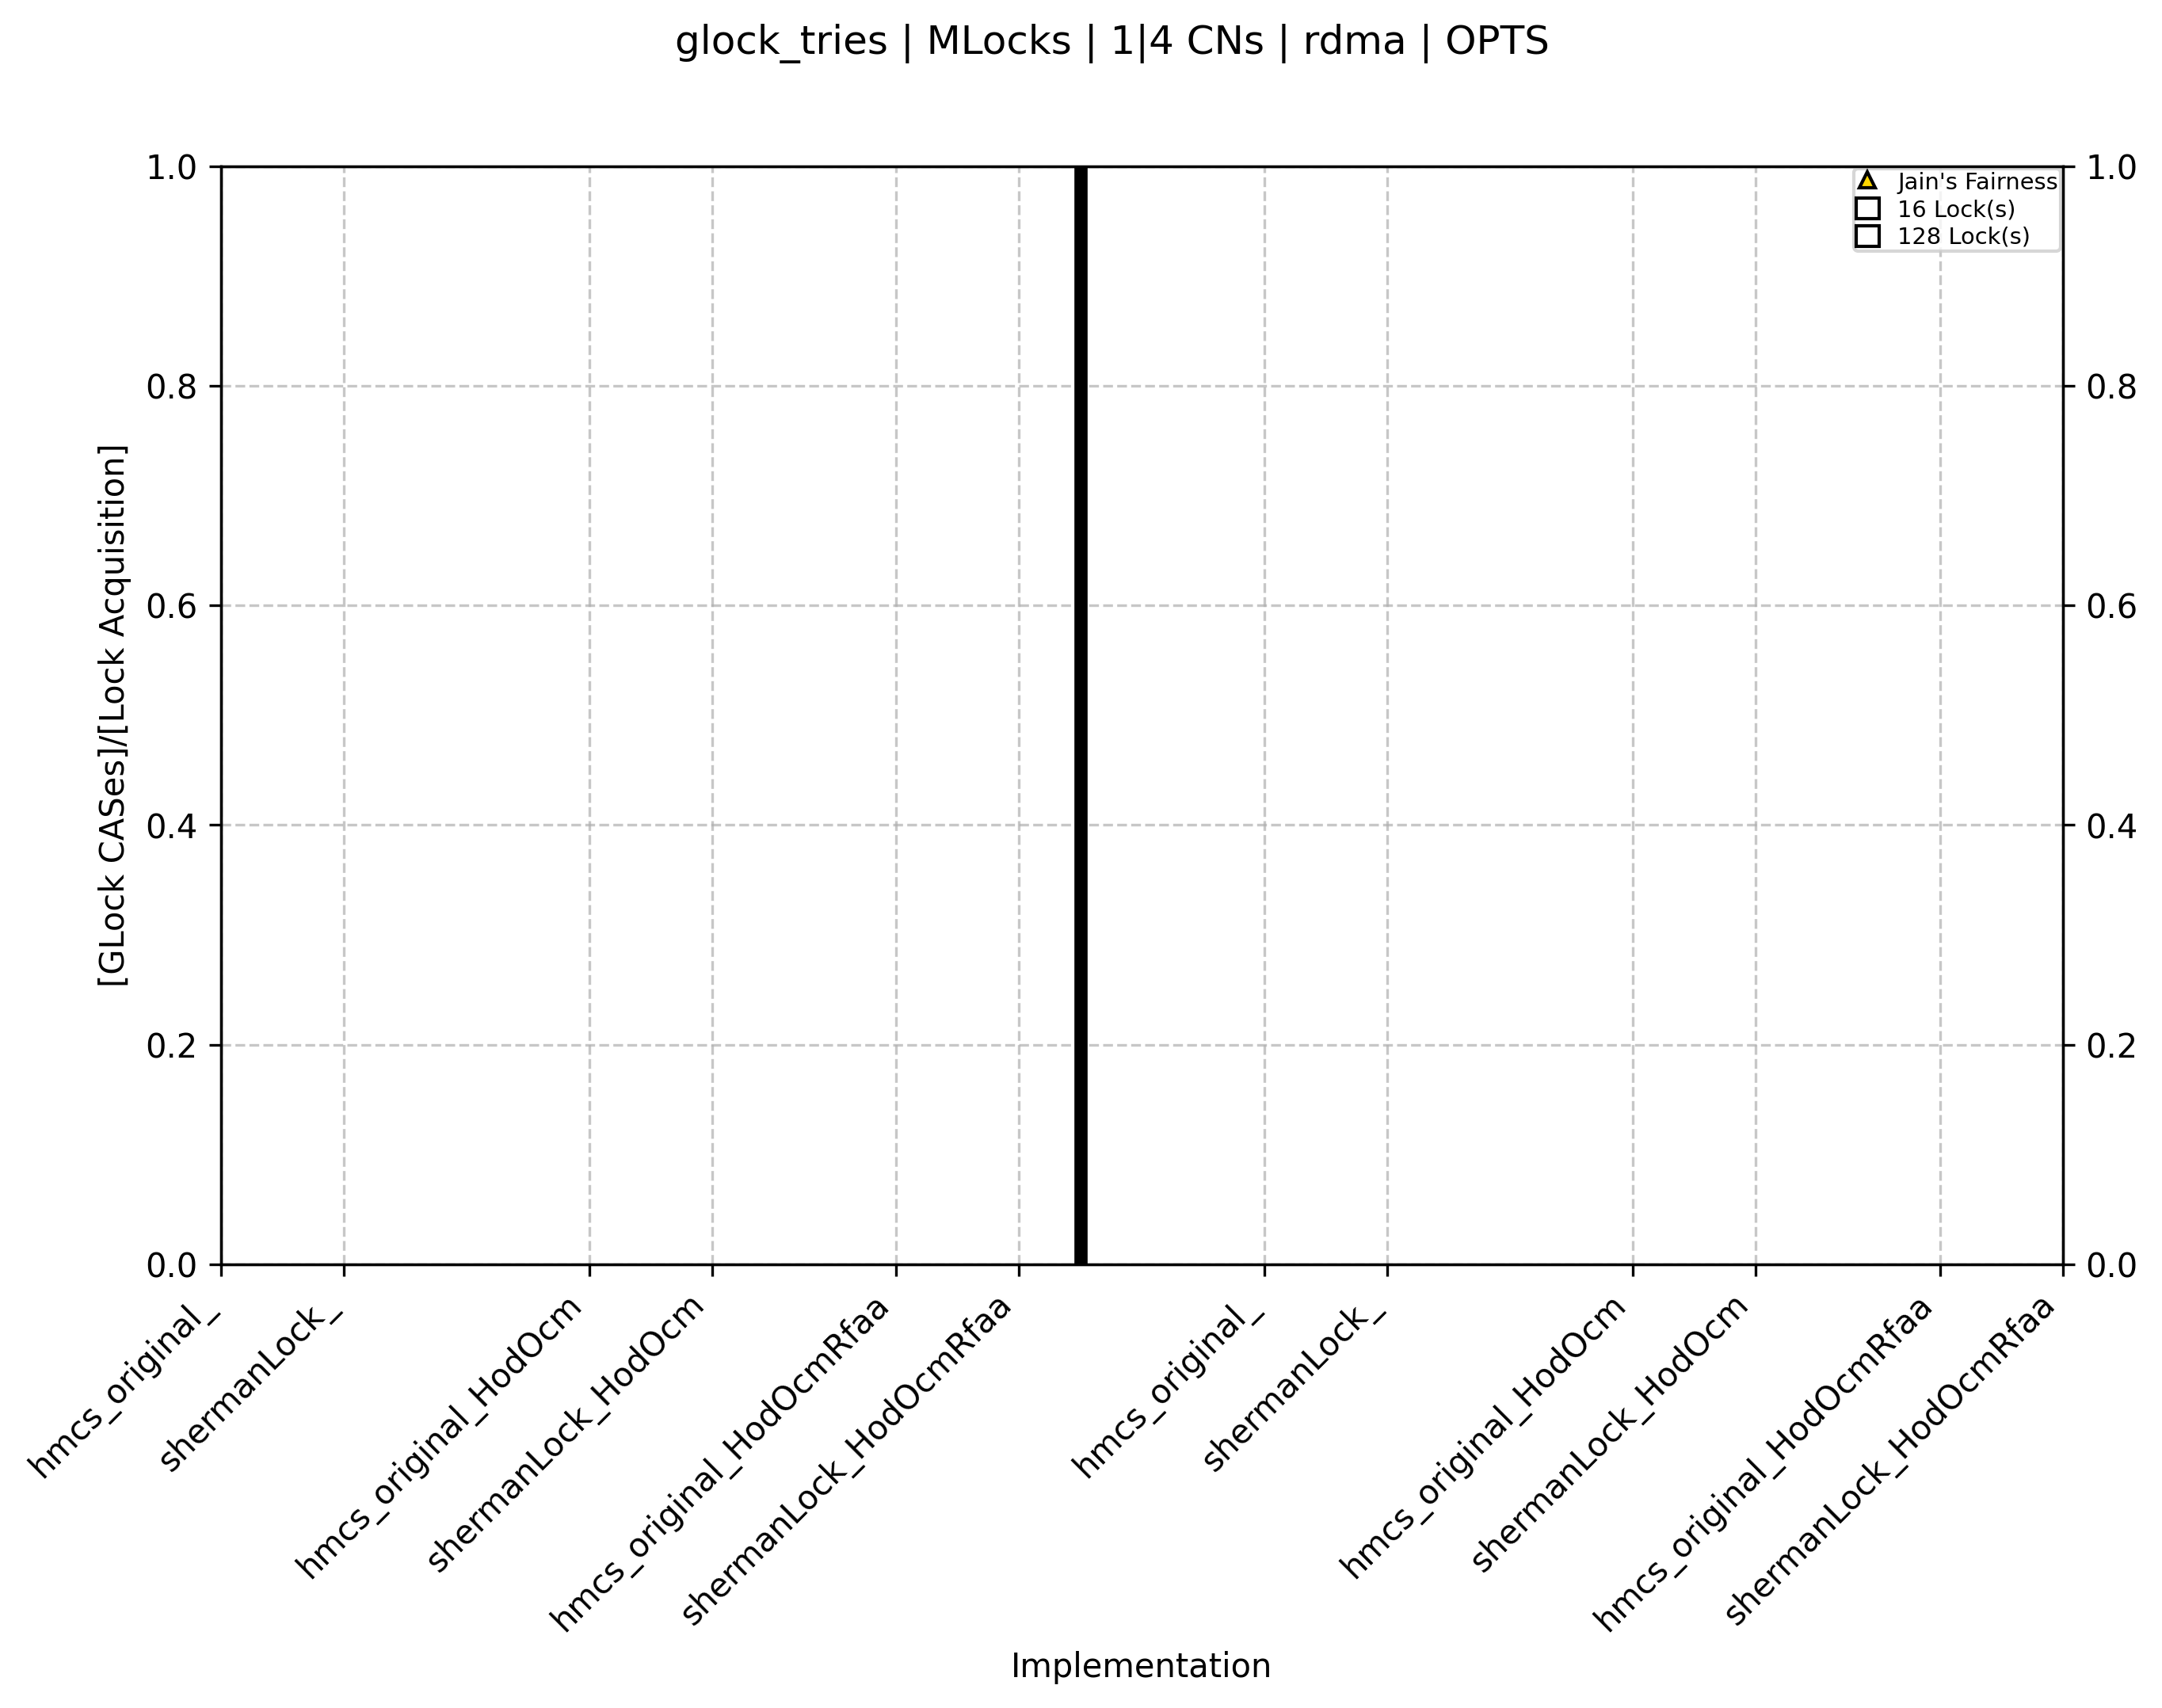 glock_tries | MLocks | 1|4 CNs | rdma | OPTS
Jain's Fairness
16 Lock(s)
128 Lock(s)
[GLock CASes]/[Lock Acquisition]
1.0
0.8
0.6
0.4
0.2
0.0
1.0
0.8
0.6
0.4
0.2
0.0
hmcs_original_
shermanLock_
hmcs_original_HodOcm
shermanLock_HodOcm
hmcs_original_HodOcmRfaa
shermanLock_HodOcmRfaa
hmcs_original_
shermanLock_
hmcs_original_HodOcm
shermanLock_HodOcm
hmcs_original_HodOcmRfaa
shermanLock_HodOcmRfaa
Implementation